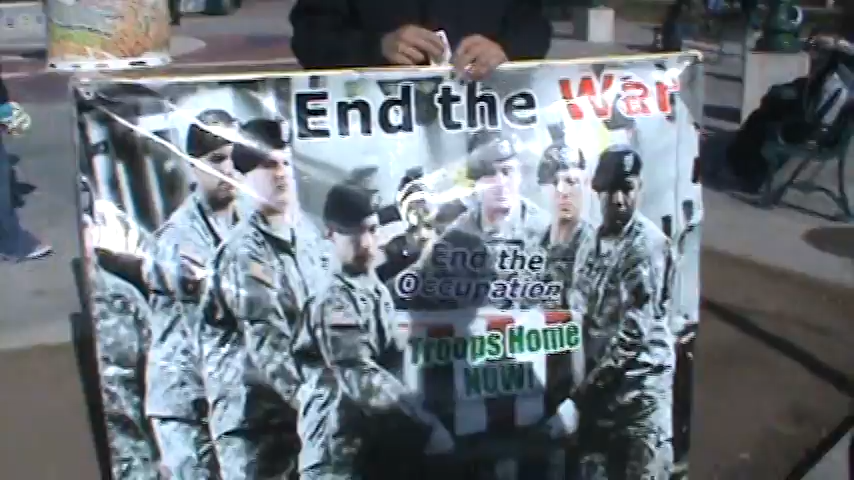 End the War
End the
Occupation
Troops Home
NOW!